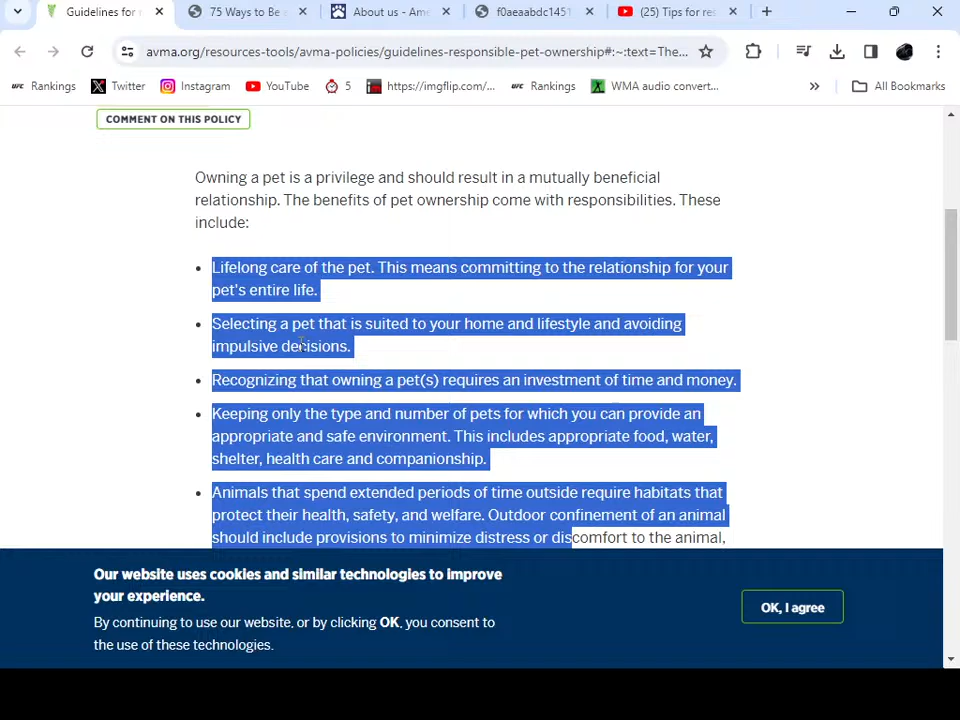 Guidelines for
75 Ways to Be
About us - Ame
f0aeaabdc1451
(25) Tips for res
avma.org/resources-tools/avma-policies/guidelines-responsible-pet-ownership#:~:text=The...
Rankings
Twitter
Instagram
YouTube
5
https://imgflip.com/...
Rankings
WMA audio convert...
All Bookmarks
COMMENT ON THIS POLICY
Owning a pet is a privilege and should result in a mutually beneficial
relationship. The benefits of pet ownership come with responsibilities. These
include:
• Lifelong care of the pet. This means committing to the relationship for your
pet's entire life.
• Selecting a pet that is suited to your home and lifestyle and avoiding
impulsive decisions.
• Recognizing that owning a pet(s) requires an investment of time and money.
• Keeping only the type and number of pets for which you can provide an
appropriate and safe environment. This includes appropriate food, water,
shelter, health care and companionship.
• Animals that spend extended periods of time outside require habitats that
protect their health, safety, and welfare. Outdoor confinement of an animal
should include provisions to minimize distress or discomfort to the animal,
Our website uses cookies and similar technologies to improve
your experience.
By continuing to use our website, or by clicking OK, you consent to
the use of these technologies.
OK, I agree